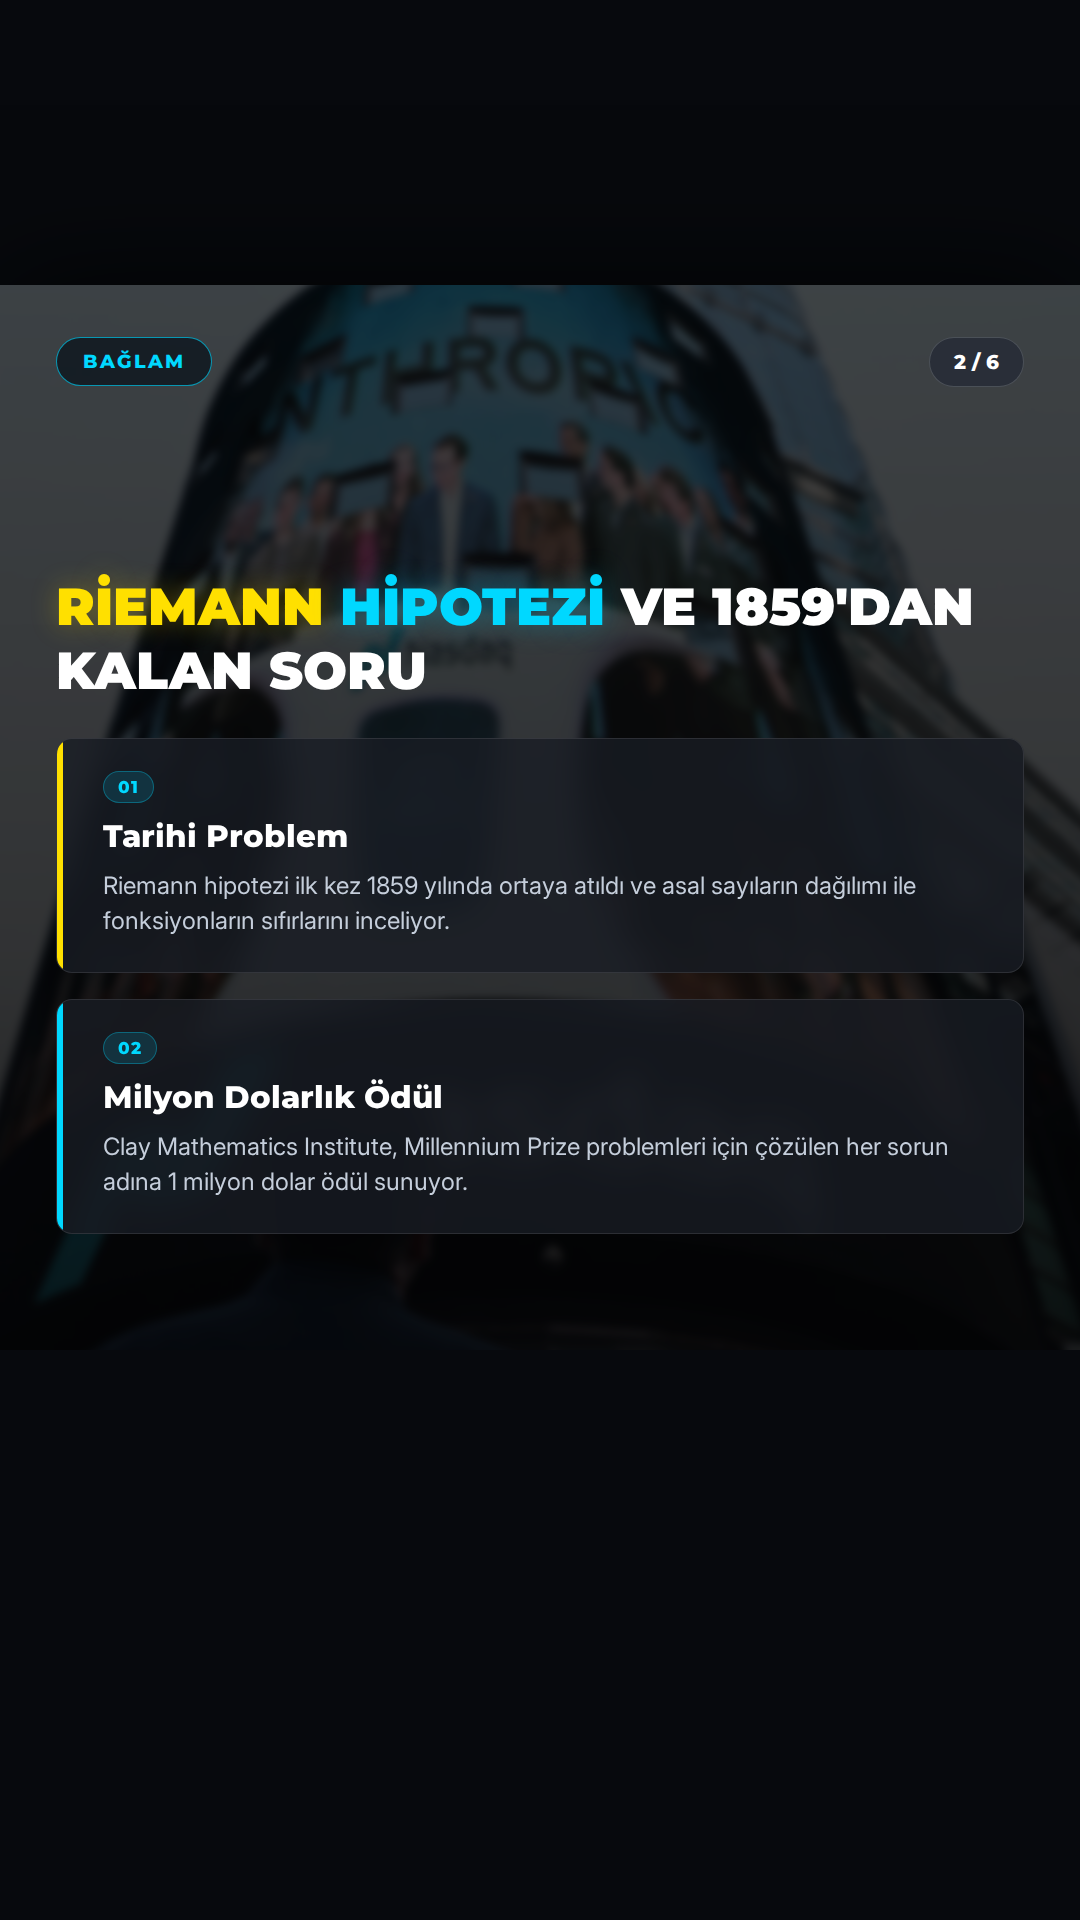 BAĞLAM
2 / 6
NTHROPIC
RİEMANN HİPOTEZİ VE 1859'DAN
KALAN SORU
01
Tarihi Problem
Riemann hipotezi ilk kez 1859 yılında ortaya atıldı ve asal sayıların dağılımı ile
fonksiyonların sıfırlarını inceliyor.
02
Milyon Dolarlık Ödül
Clay Mathematics Institute, Millennium Prize problemleri için çözülen her sorun
adına 1 milyon dolar ödül sunuyor.